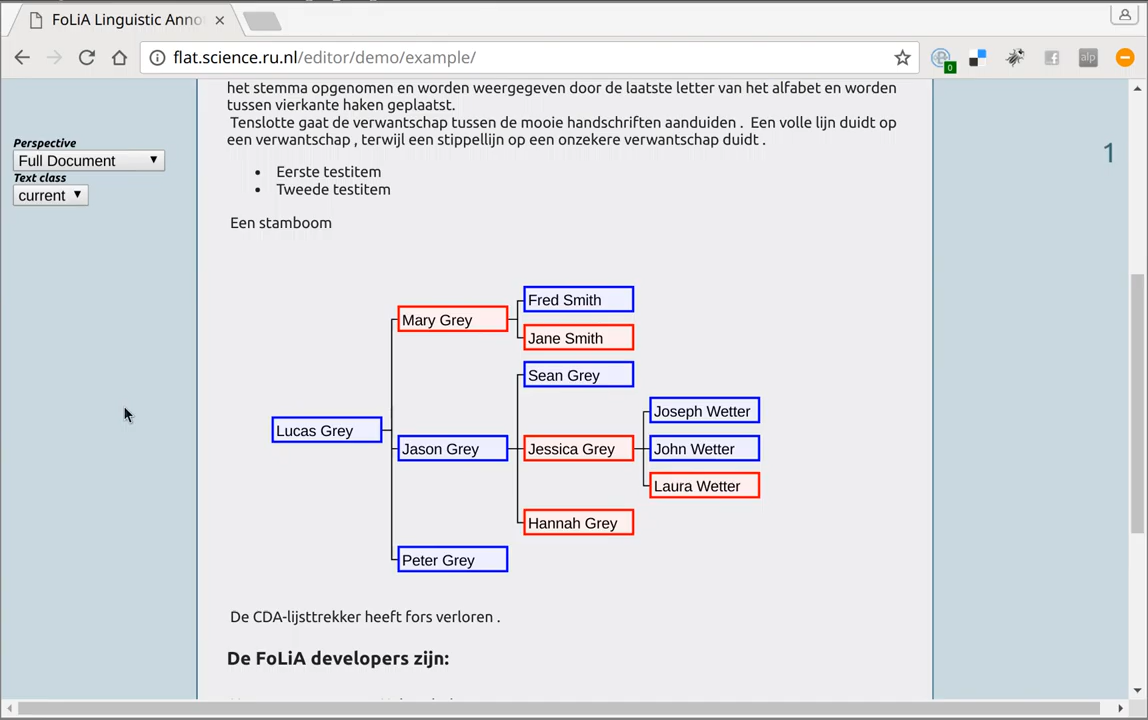 FoLiA Linguistic Anno
flat.science.ru.nl/editor/demo/example/
0
alp
het stemma opgenomen en worden weergegeven door de laatste letter van het alfabet en worden
tussen vierkante haken geplaatst.
Tenslotte gaat de verwantschap tussen de mooie handschriften aanduiden . Een volle lijn duidt op
een verwantschap , terwijl een stippellijn op een onzekere verwantschap duidt .
Perspective
Full Document
Text class
current
1
• Eerste testitem
• Tweede testitem
Een stamboom
Fred Smith
Mary Grey
Jane Smith
Sean Grey
Joseph Wetter
Lucas Grey
Jason Grey
Jessica Grey
John Wetter
Laura Wetter
Hannah Grey
Peter Grey
De CDA-lijsttrekker heeft fors verloren .
De FoLiA developers zijn: